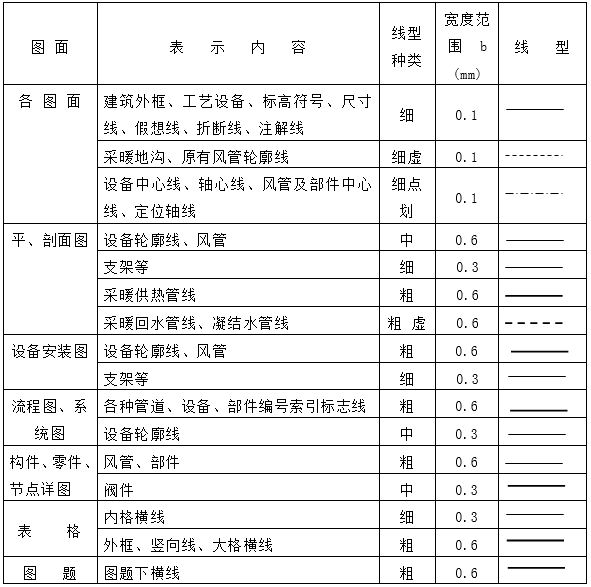 图 面 表 示 内 容 线型种类 宽度范围 b (mm) 线 型
各 图 面 建筑外框、工艺设备、标高符号、尺寸线、假想线、折断线、注解线 细 0.1
采暖地沟、原有风管轮廓线 细虚 0.1
设备中心线、轴心线、风管及部件中心线、定位轴线 细点划 0.1
平、剖面图 设备轮廓线、风管 中 0.6
支架等 细 0.3
采暖供热管线 粗 0.6
采暖回水管线、凝结水管线 粗 虚 0.6
设备安装图 设备轮廓线、风管 粗 0.6
支架等 细 0.3
流程图、系统图 各种管道、设备、部件编号索引标志线 粗 0.6
设备轮廓线 中 0.3
构件、零件、节点详图 风管、部件 粗 0.6
阀件 中 0.3
表 格 内格横线 细 0.3
外框、竖向线、大格横线 粗 0.6
图 题 图题下横线 粗 0.6